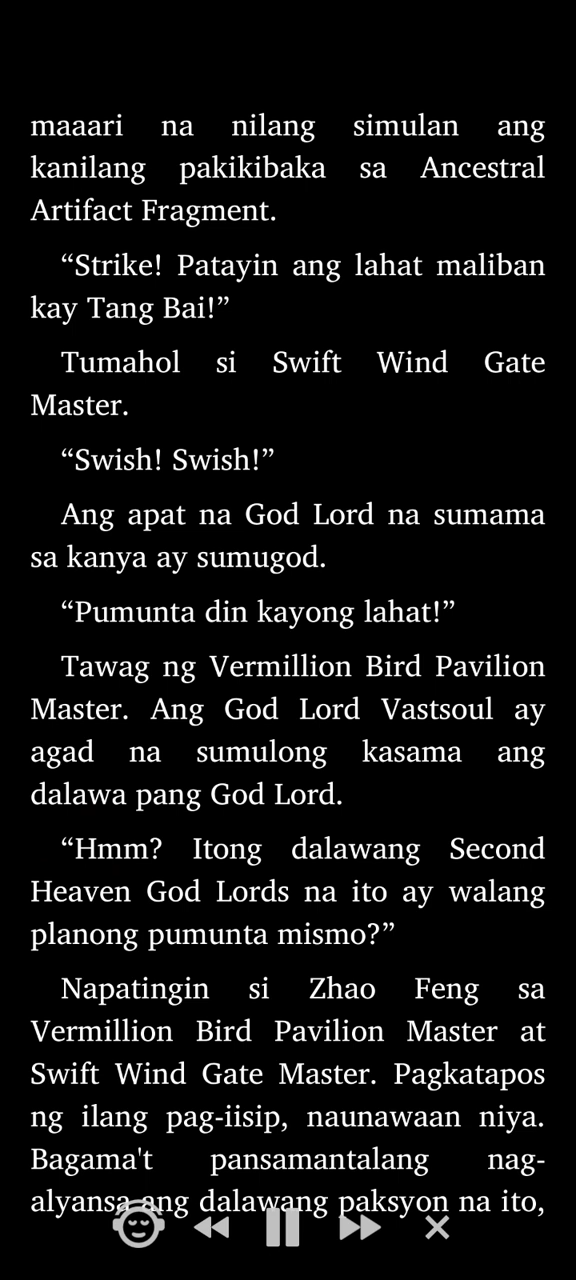 maaari na nilang simulan ang
kanilang pakikibaka sa Ancestral
Artifact Fragment.
“Strike! Patayin ang lahat maliban
kay Tang Bai!”
Tumahol si Swift Wind Gate
Master.
“Swish! Swish!”
Ang apat na God Lord na sumama
sa kanya ay sumugod.
“Pumunta din kayong lahat!”
Tawag ng Vermillion Bird Pavilion
Master. Ang God Lord Vastsoul ay
agad na sumulong kasama ang
dalawa pang God Lord.
“Hmm? Itong dalawang Second
Heaven God Lords na ito ay walang
planong pumunta mismo?”
Napatingin si Zhao Feng sa
Vermillion Bird Pavilion Master at
Swift Wind Gate Master. Pagkatapos
ng ilang pag-iisip, naunawaan niya.
Bagama't pansamantalang nag-
alyansa ang dalawang paksyon na ito,